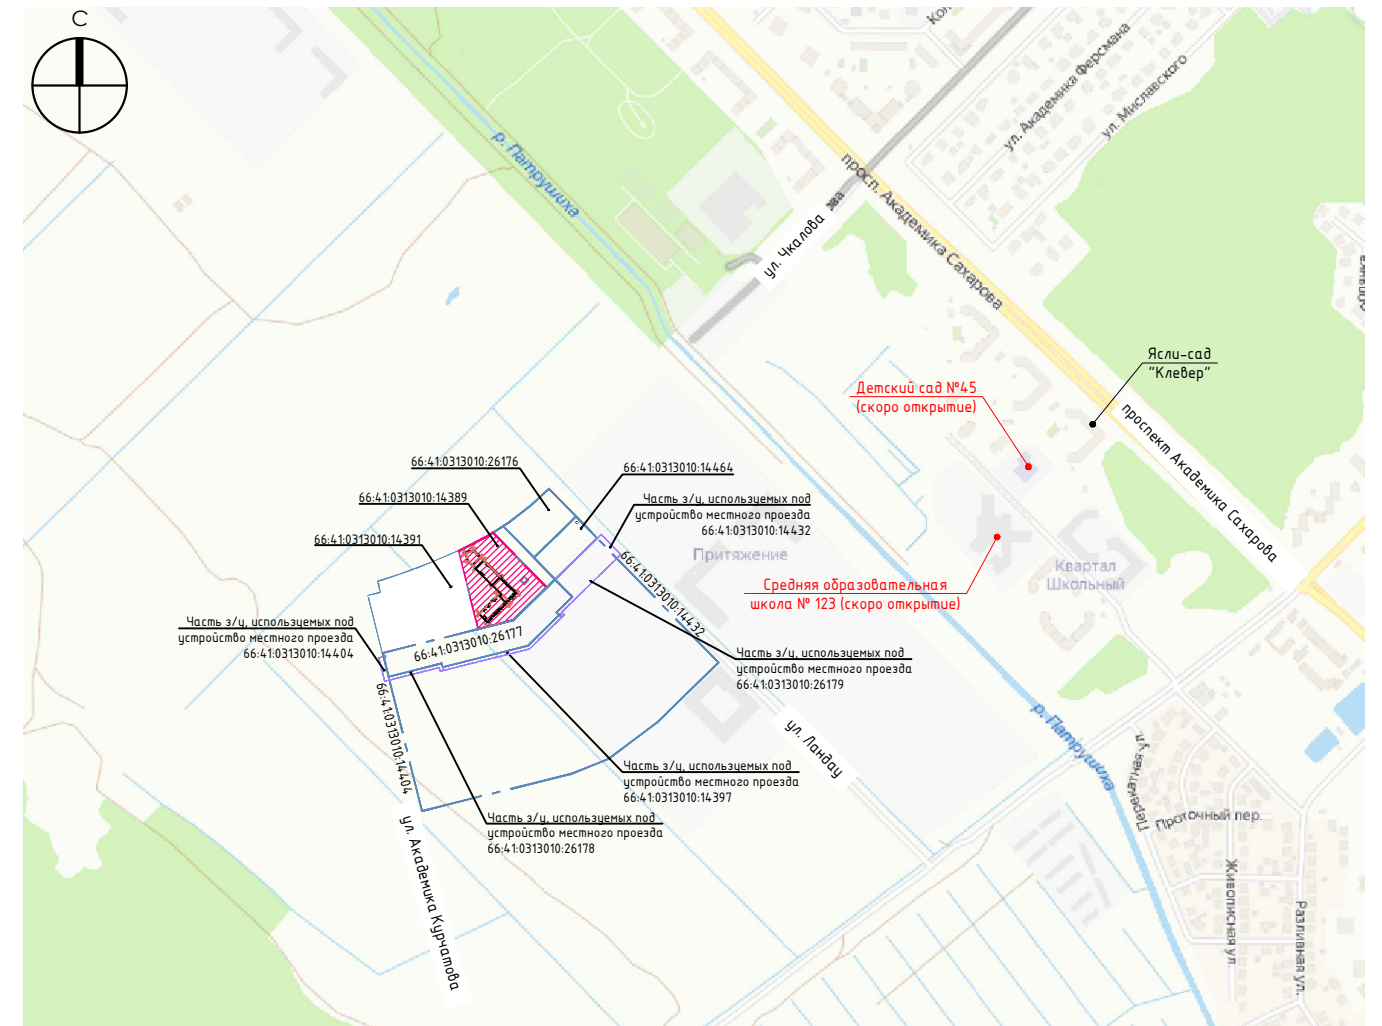 С
Ком
ул. Академика Ферсмана
ул. Миславского
р. Патрушиха
просп. Академика Сахарова
ул. Чкалова
ова
Ясли-сад
"Клевер"
Детский сад №45
(скоро открытие)
проспект Академика Сахарова
66:41:0313010:26176
66:41:0313010:14464
66:41:0313010:14389
Часть з/у, используемых под
устройство местного проезда
66:41:0313010:14432
66:41:0313010:14391
Притяжение
66:41:0313010:14432
Квартал
Школьный
Средняя образовательная
школа № 123 (скоро открытие)
Часть з/у, используемых под
устройство местного проезда
66:41:0313010:14404
66:41:0313010:26177
Часть з/у, используемых под
устройство местного проезда
66:41:0313010:26179
66:41:0313010:14404
ул. Ландау
р. Патрушиха
Перекатная ул.
Часть з/у, используемых под
устройство местного проезда
66:41:0313010:14397
Проточный пер.
Часть з/у, используемых под
устройство местного проезда
66:41:0313010:26178
ул. Академика Курчатова
Живописная ул.
Разливная ул.